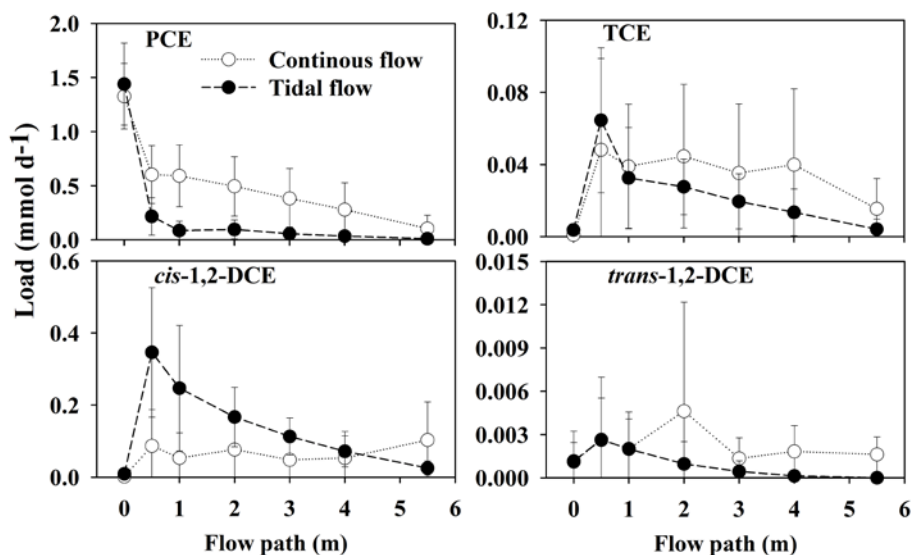 PCE
Continous flow
Tidal flow
2.0
1.5
1.0
0.5
0.0
TCE
0.12
0.08
0.04
0.00
Load (mmol d-1)
cis-1,2-DCE
0.6
0.4
0.2
0.0
0 1 2 3 4 5 6
Flow path (m)
trans-1,2-DCE
0.015
0.012
0.009
0.006
0.003
0.000
0 1 2 3 4 5 6
Flow path (m)